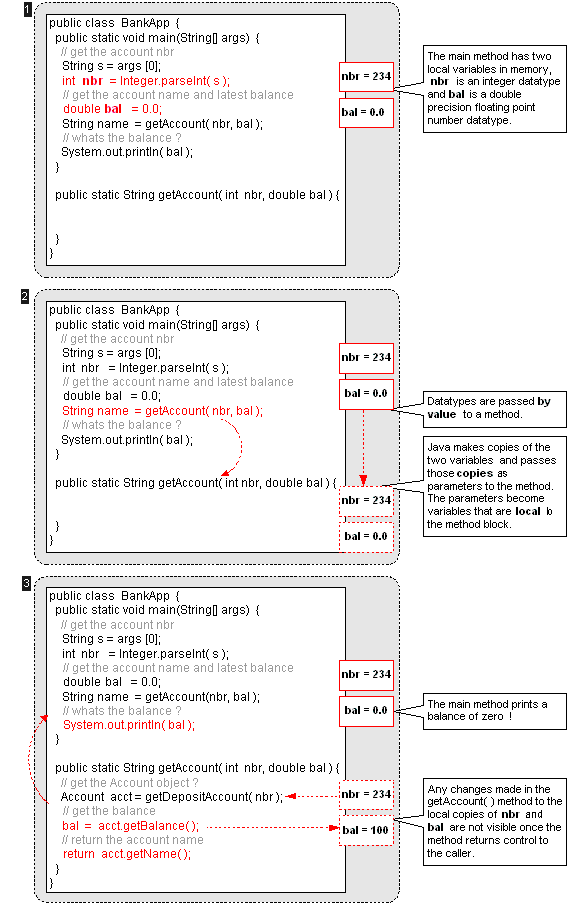 1
public class BankApp {
public static void main(String[] args) {
// get the account nbr
String s = args [0];
int nbr = Integer.parseInt( s );
// get the account name and latest balance
double bal = 0.0;
String name = getAccount( nbr, bal );
// whats the balance ?
System.out.println( bal );
}
public static String getAccount( int nbr, double bal ) {
}
}
nbr = 234
bal = 0.0
The main method has two
local variables in memory,
nbr is an integer datatype
and bal is a double
precision floating point
number datatype.
2
public class BankApp {
public static void main(String[] args) {
// get the account nbr
String s = args [0];
int nbr = Integer.parseInt( s );
// get the account name and latest balance
double bal = 0.0;
String name = getAccount( nbr, bal );
// whats the balance ?
System.out.println( bal );
}
public static String getAccount( int nbr, double bal ) {
}
}
nbr = 234
bal = 0.0
nbr = 234
bal = 0.0
Datatypes are passed by
value to a method.
Java makes copies of the
two variables and passes
those copies as
parameters to the method.
The parameters become
variables that are local to
the method block.
3
public class BankApp {
public static void main(String[] args) {
// get the account nbr
String s = args [0];
int nbr = Integer.parseInt( s );
// get the account name and latest balance
double bal = 0.0;
String name = getAccount(nbr, bal );
// whats the balance ?
System.out.println( bal );
}
public static String getAccount( int nbr, double bal ) {
// get the Account object ?
Account acct = getDepositAccount( nbr );
// get the balance
bal = acct.getBalance( );
// return the account name
return acct.getName( );
}
}
nbr = 234
bal = 0.0
nbr = 234
bal = 100
The main method prints a
balance of zero !
Any changes made in the
getAccount( ) method to the
local copies of nbr and
bal are not visible once the
method returns control to
the caller.